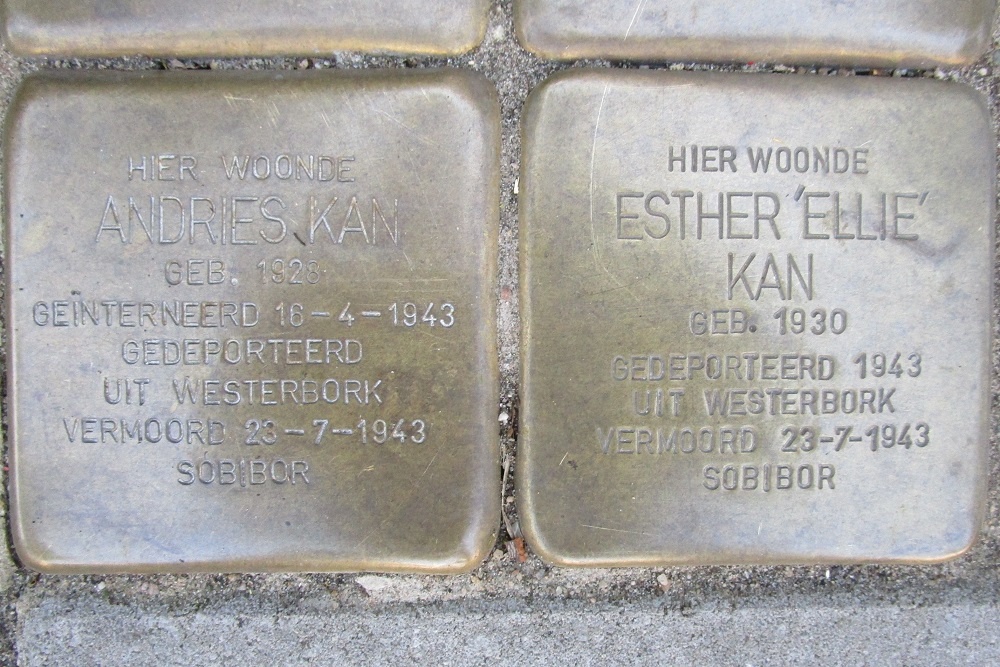 HIER WOONDE
ANDRIES KAN
GEB. 1928
GEINTERNEERD 16-4-1943
GEDEPORTEERD
UIT WESTERBORK
VERMOORD 23-7-1943
SOBIBOR
HIER WOONDE
ESTHER 'ELLIE'
KAN
GEB. 1930
GEDEPORTEERD 1943
UIT WESTERBORK
VERMOORD 23-7-1943
SOBIBOR